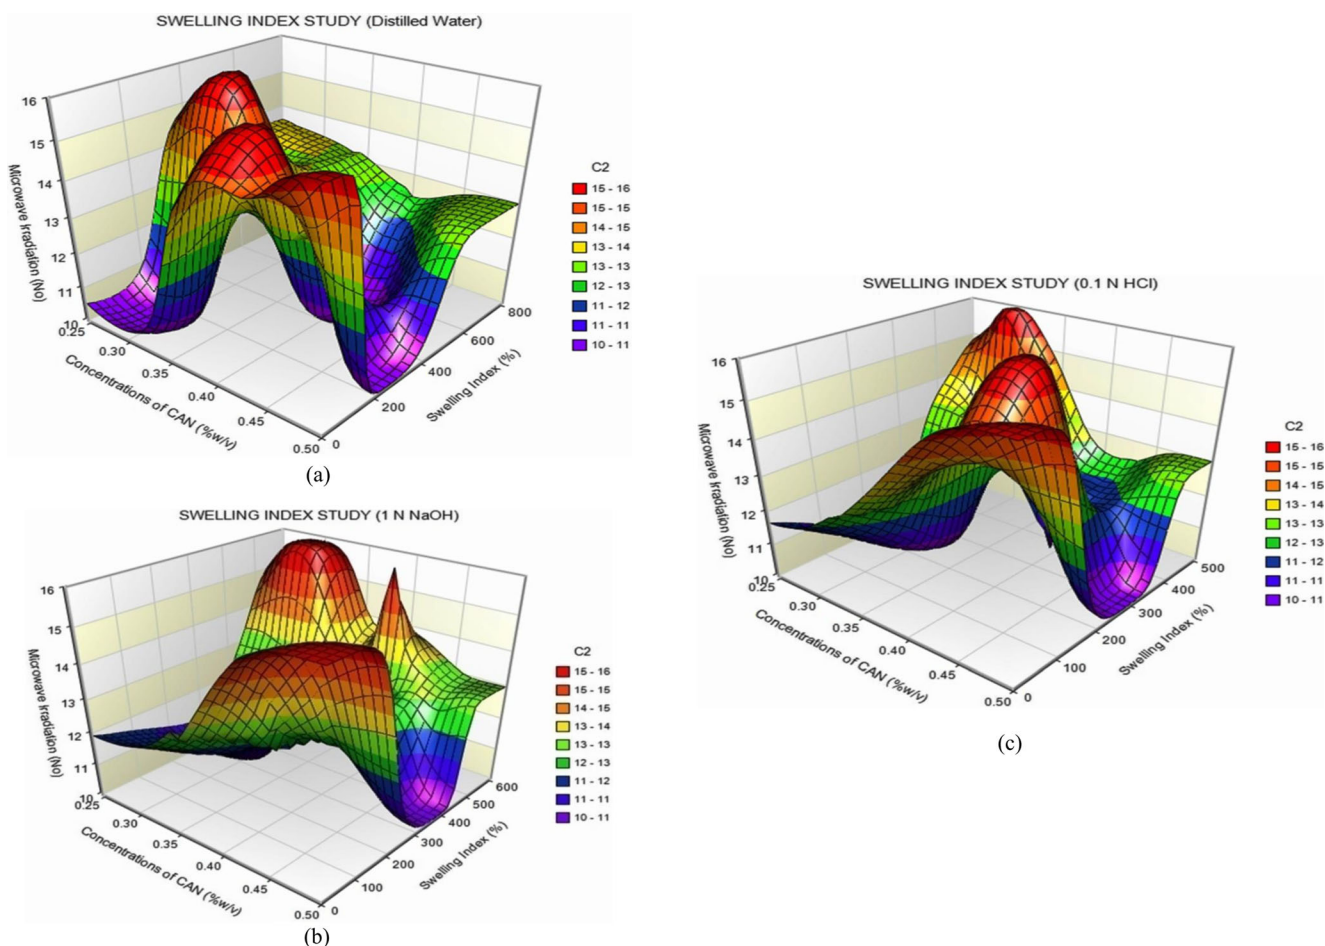 SWELLING INDEX STUDY (Distilled Water)
16
15
14
13
12
11
10
Microwave Irradiation (No)
0.25
0.30
0.35
0.40
0.45
0.50
Concentrations of CAN (%w/v)
0
200
400
600
800
Swelling Index (%)
C2
15 - 16
15 - 15
14 - 15
13 - 14
13 - 13
12 - 13
11 - 12
11 - 11
10 - 11
(a)
SWELLING INDEX STUDY (1 N NaOH)
16
15
14
13
12
11
10
Microwave Irradiation (No)
0.25
0.30
0.35
0.40
0.45
0.50
Concentrations of CAN (%w/v)
0
100
200
300
400
500
600
Swelling Index (%)
C2
15 - 16
15 - 15
14 - 15
13 - 14
13 - 13
12 - 13
11 - 12
11 - 11
10 - 11
(b)
SWELLING INDEX STUDY (0.1 N HCl)
16
15
14
13
12
11
10
Microwave Irradiation (No)
0.25
0.30
0.35
0.40
0.45
0.50
Concentrations of CAN (%w/v)
0
100
200
300
400
500
Swelling Index (%)
C2
15 - 16
15 - 15
14 - 15
13 - 14
13 - 13
12 - 13
11 - 12
11 - 11
10 - 11
(c)